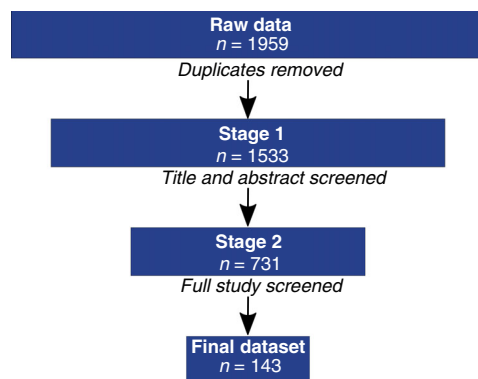 Raw data
n = 1959
Duplicates removed
Stage 1
n = 1533
Title and abstract screened
Stage 2
n = 731
Full study screened
Final dataset
n = 143